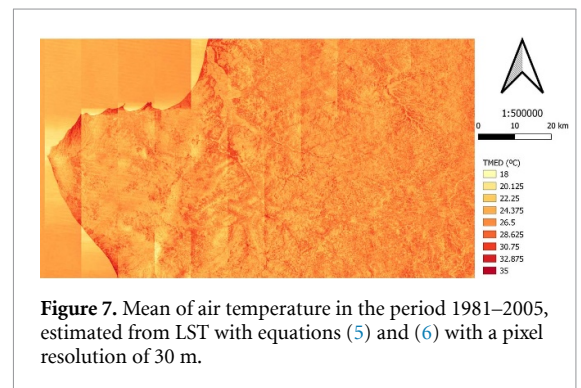 1:500000
0 10 20 km
TMED (ºC)
18
20.125
22.25
24.375
26.5
28.625
30.75
32.875
35
Figure 7. Mean of air temperature in the period 1981–2005,
estimated from LST with equations (5) and (6) with a pixel
resolution of 30 m.